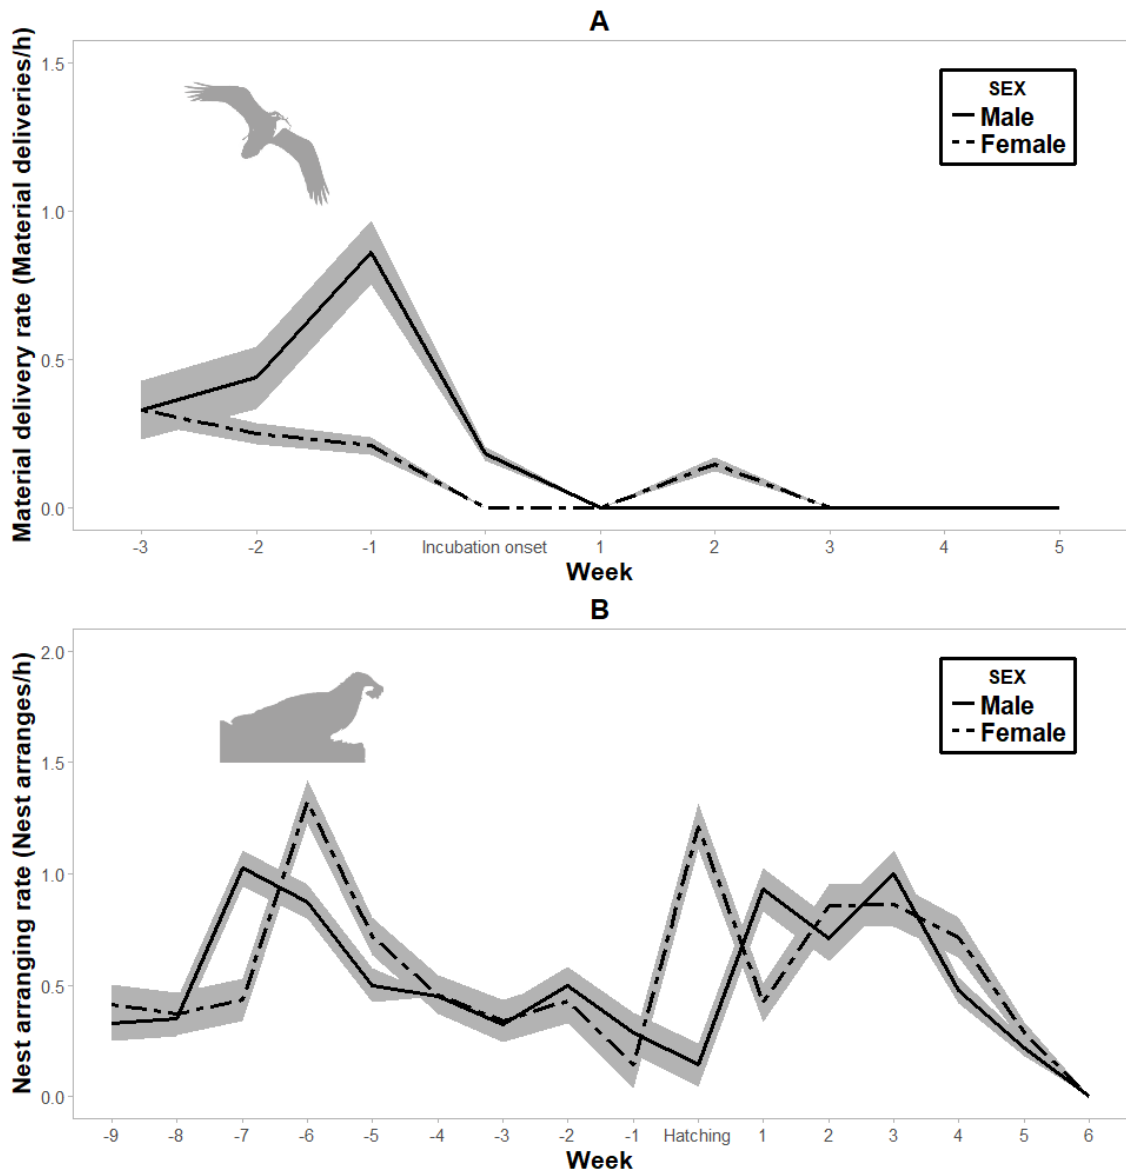 A
Material delivery rate (Material deliveries/h)
1.5
1.0
0.5
0.0
SEX
Male
Female
-3 -2 -1 Incubation onset 1 2 3 4 5
Week
B
Nest arranging rate (Nest arranges/h)
2.0
1.5
1.0
0.5
0.0
SEX
Male
Female
-9 -8 -7 -6 -5 -4 -3 -2 -1 Hatching 1 2 3 4 5 6
Week